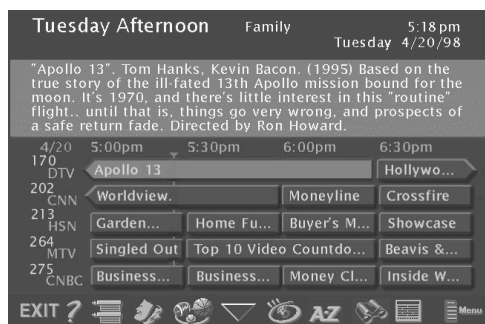 Tuesday Afternoon Family 5:18 pm
Tuesday 4/20/98
"Apollo 13". Tom Hanks, Kevin Bacon. (1995) Based on the
true story of the ill-fated 13th Apollo mission bound for the
moon. It's 1970, and there's little interest in this "routine"
flight.. until that is, things go very wrong, and prospects of
a safe return fade. Directed by Ron Howard.
4/20 5:00pm 5:30pm 6:00pm 6:30pm
170 DTV Apollo 13 Hollywo...
202 CNN Worldview. Moneyline Crossfire
213 HSN Garden... Home Fu... Buyer's M... Showcase
264 MTV Singled Out Top 10 Video Countdo... Beavis &...
275 CNBC Business... Business... Money Cl... Inside W...
EXIT ? A-Z Menu